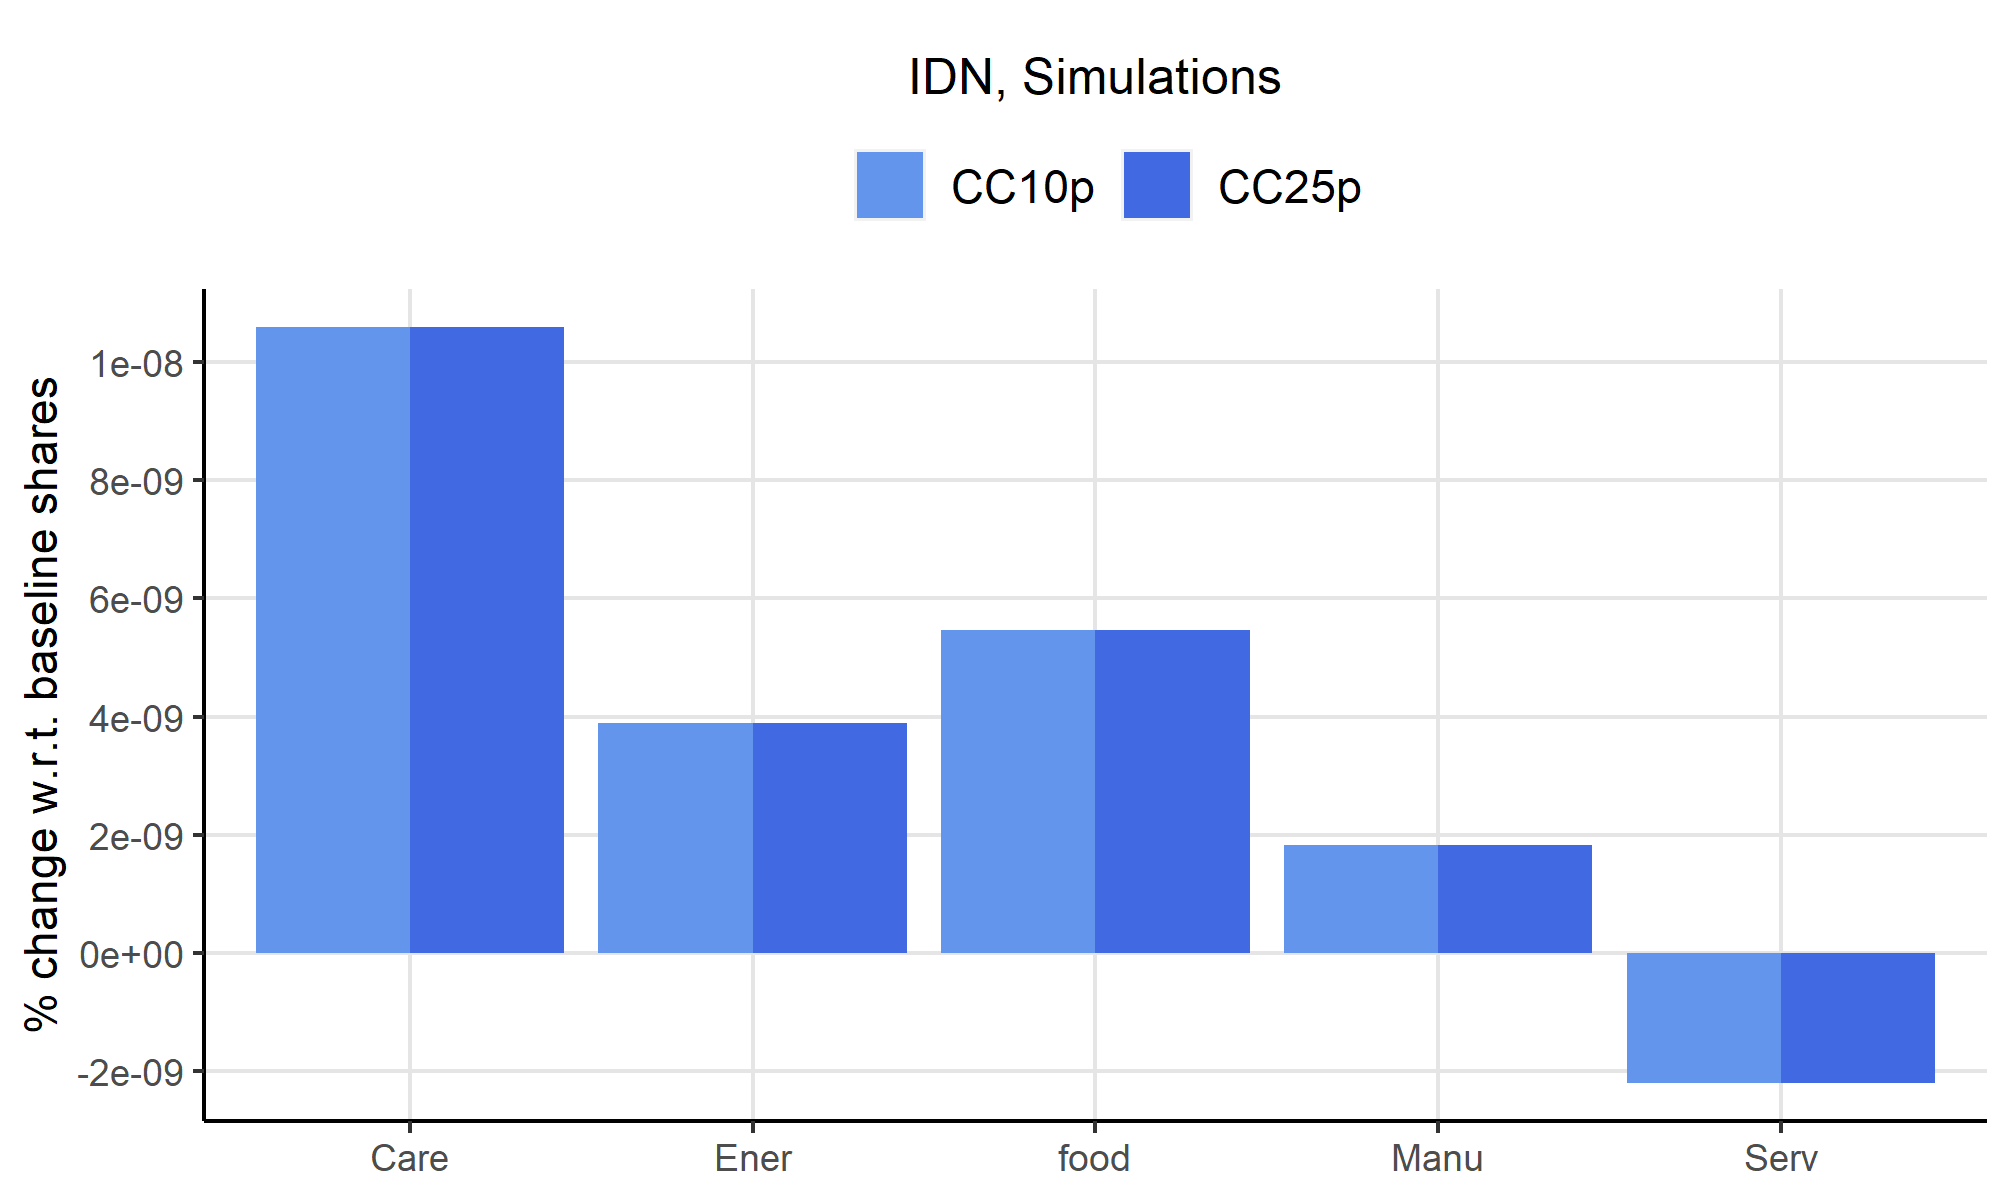 IDN, Simulations
CC10p CC25p
% change w.r.t. baseline shares
1e-08
8e-09
6e-09
4e-09
2e-09
0e+00
-2e-09
Care Ener food Manu Serv